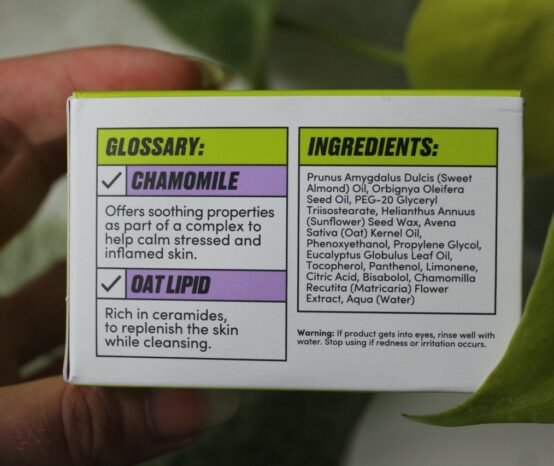 GLOSSARY:
CHAMOMILE
Offers soothing properties
as part of a complex to
help calm stressed and
inflamed skin.
OAT LIPID
Rich in ceramides,
to replenish the skin
while cleansing.
INGREDIENTS:
Prunus Amygdalus Dulcis (Sweet
Almond) Oil, Orbignya Oleifera
Seed Oil, PEG-20 Glyceryl
Triisostearate, Helianthus Annuus
(Sunflower) Seed Wax, Avena
Sativa (Oat) Kernel Oil,
Phenoxyethanol, Propylene Glycol,
Eucalyptus Globulus Leaf Oil,
Tocopherol, Panthenol, Limonene,
Citric Acid, Bisabolol, Chamomilla
Recutita (Matricaria) Flower
Extract, Aqua (Water)
Warning: If product gets into eyes, rinse well with
water. Stop using if redness or irritation occurs.